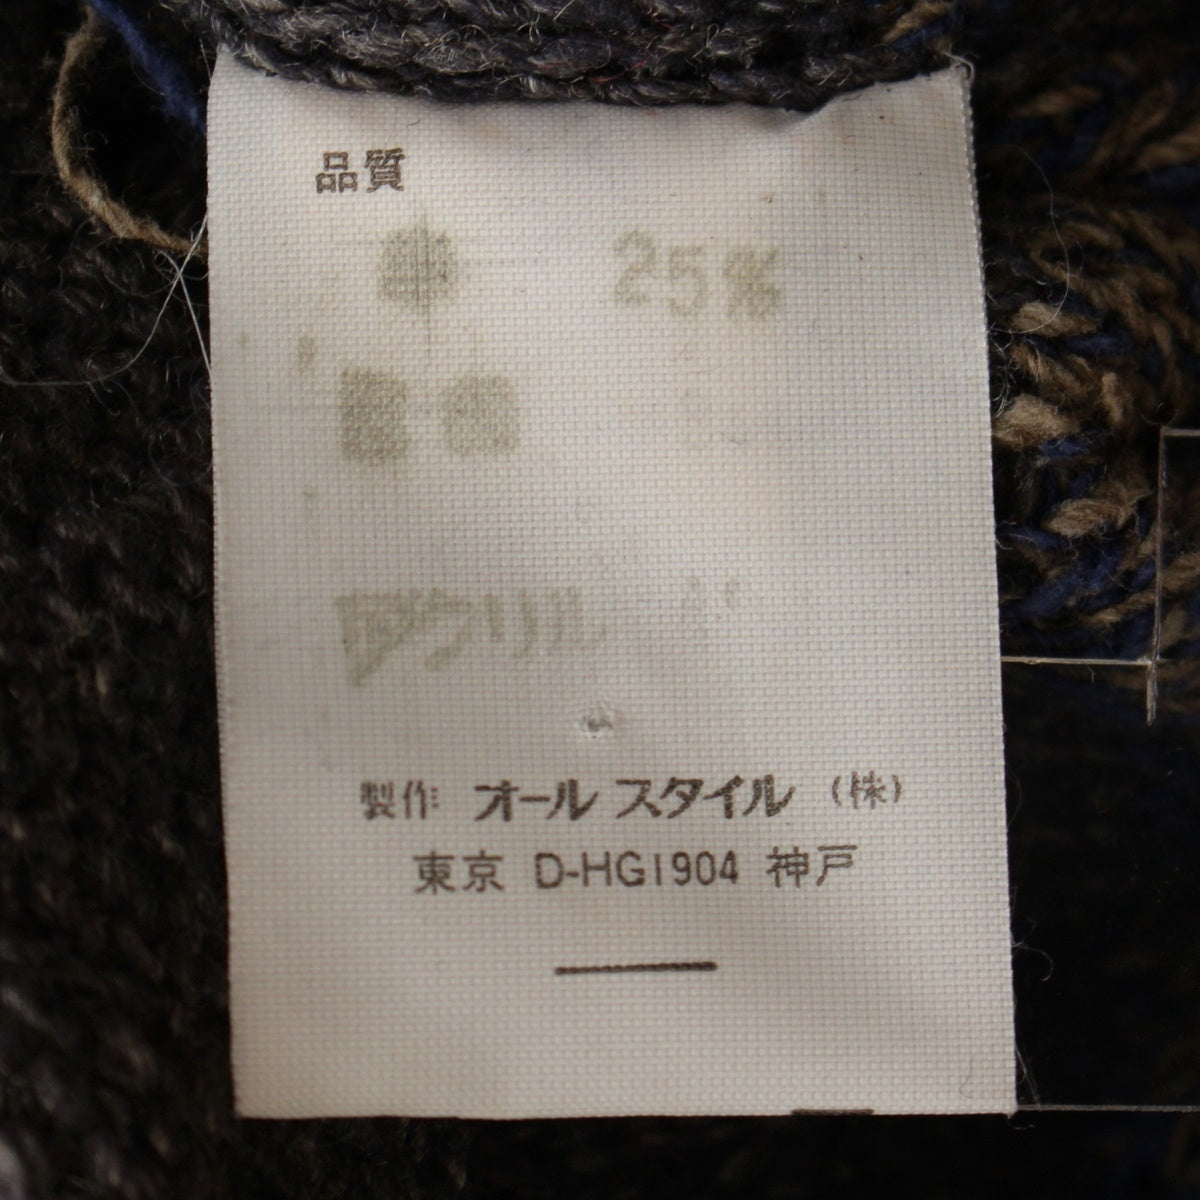 品質
25%
アクリル
製作 オールスタイル (株)
東京 D-HG1904 神戸